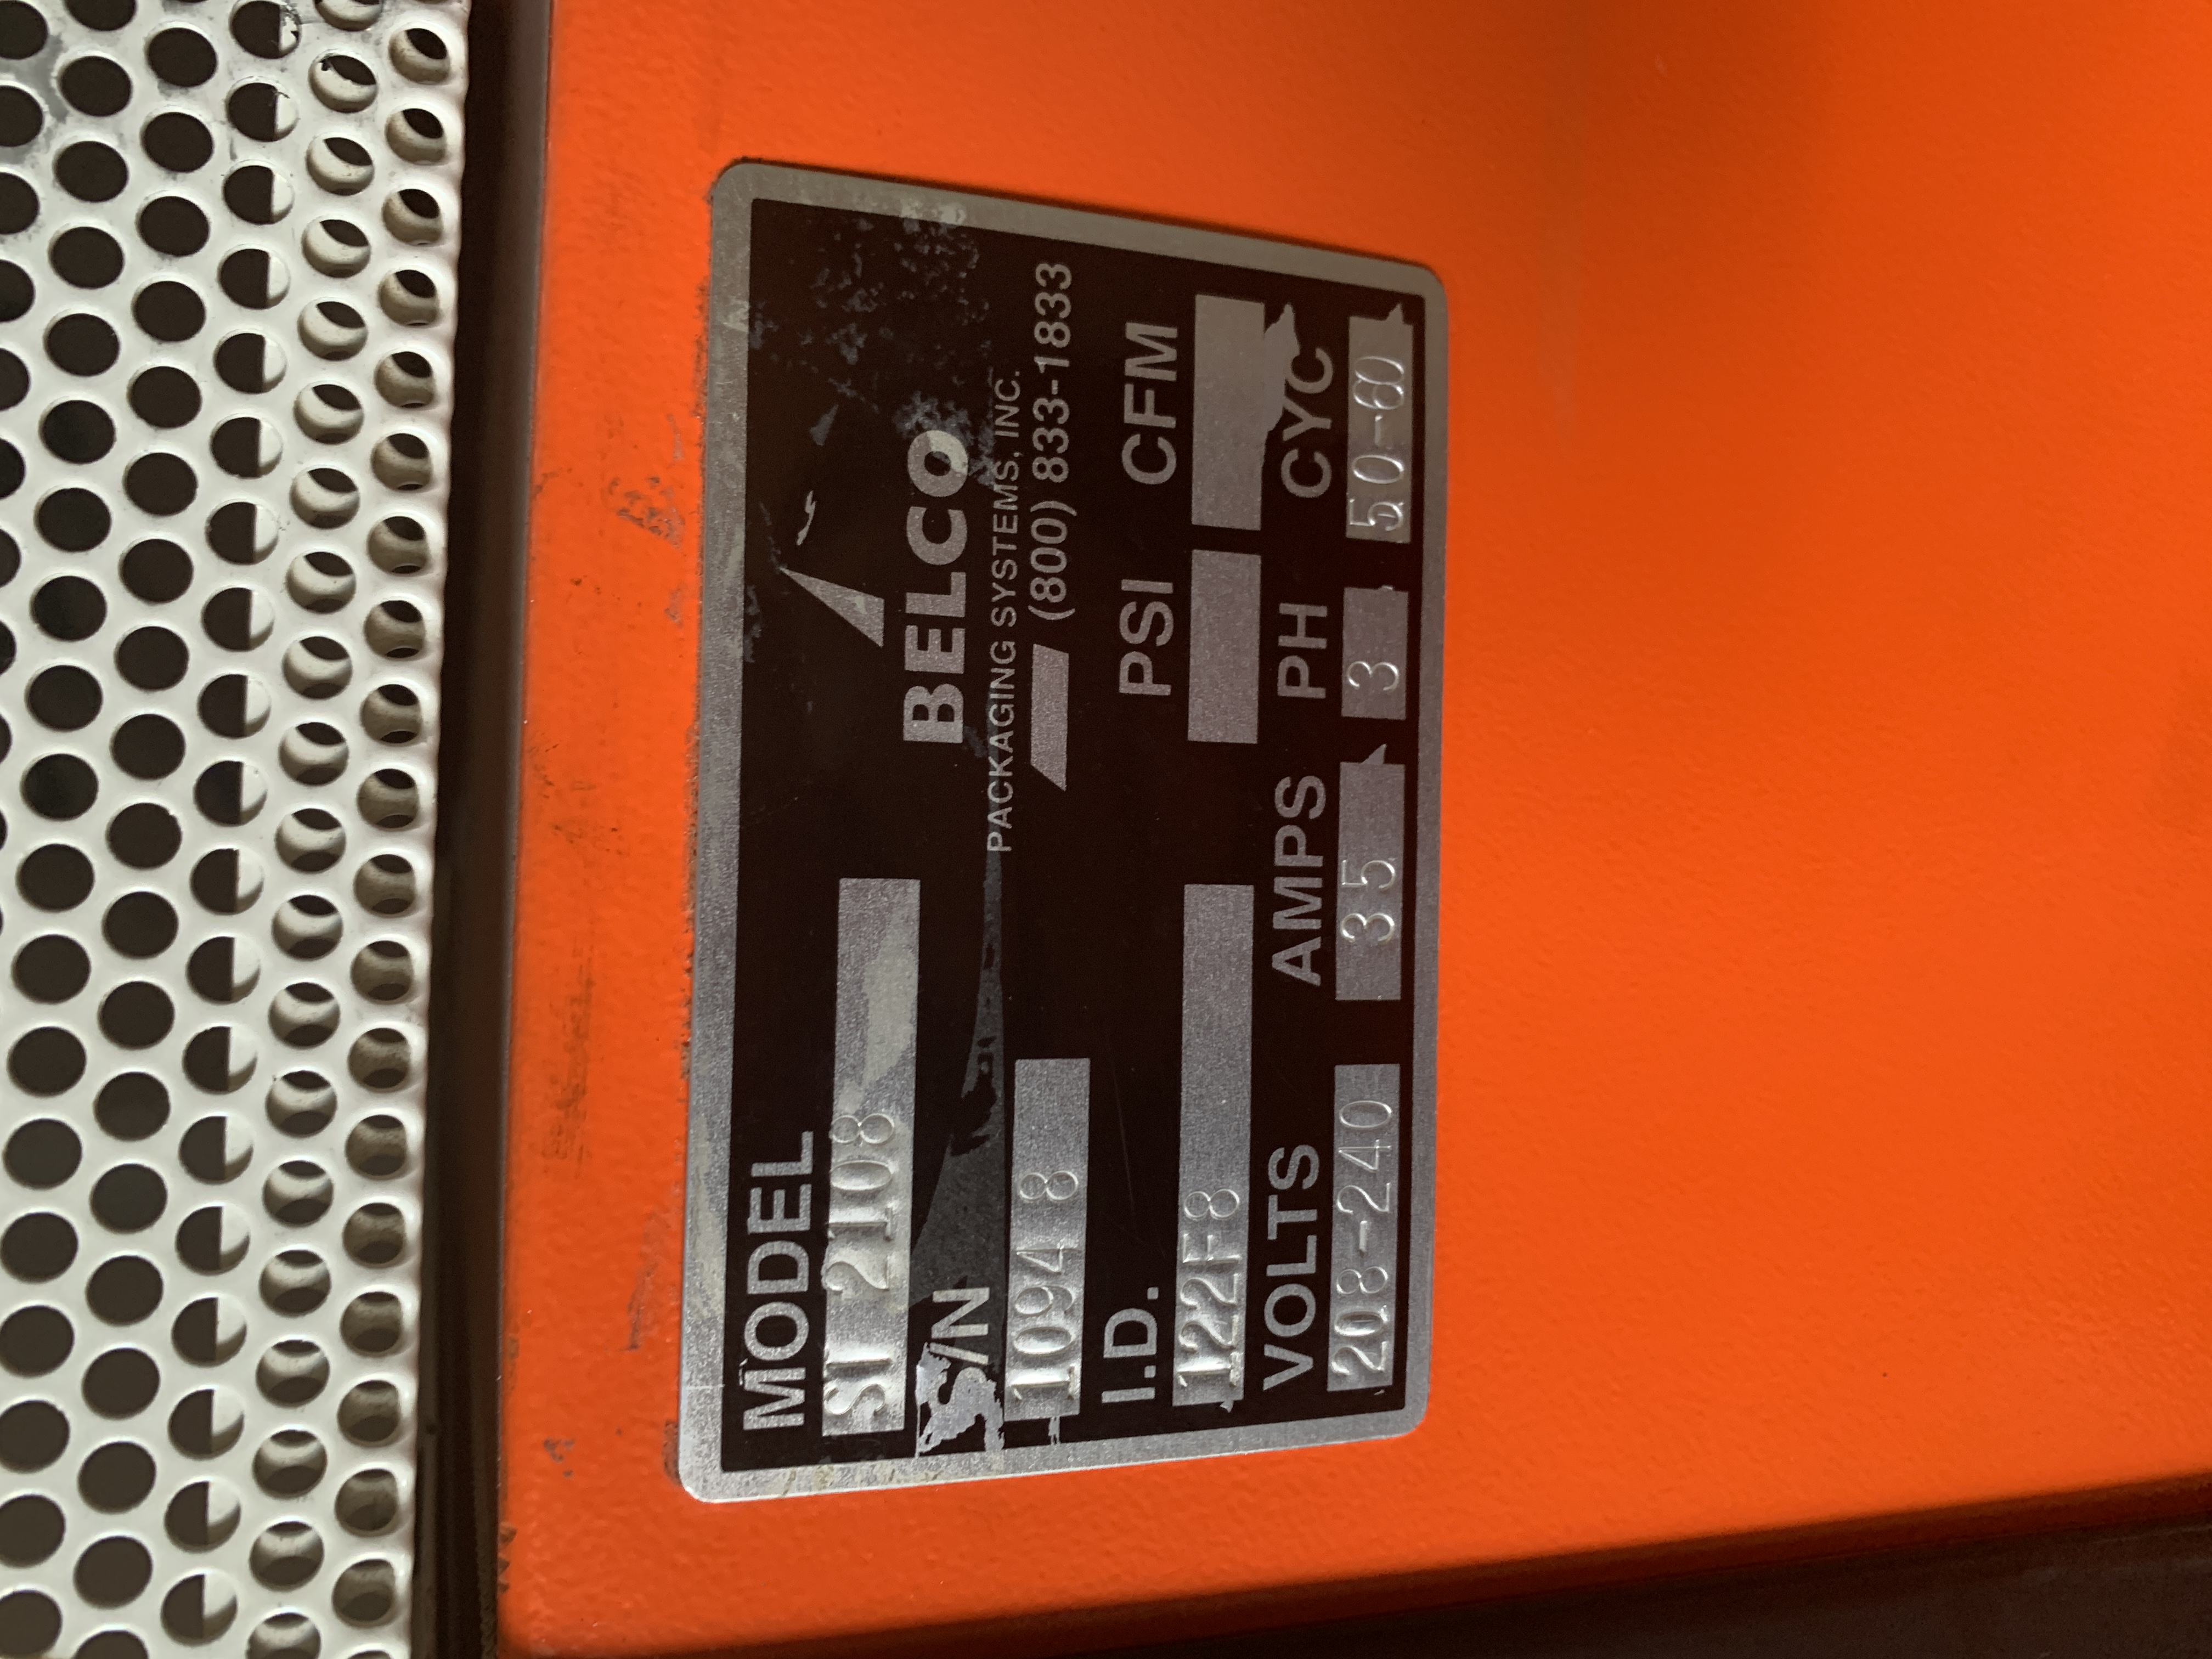 MODEL
ST 2108
BELCO
PACKAGING SYSTEMS, INC.
(800) 833-1833
S/N
1094 8
I.D.
122F8
PSI CFM
VOLTS AMPS PH CYC
208-240 35 3 50-60